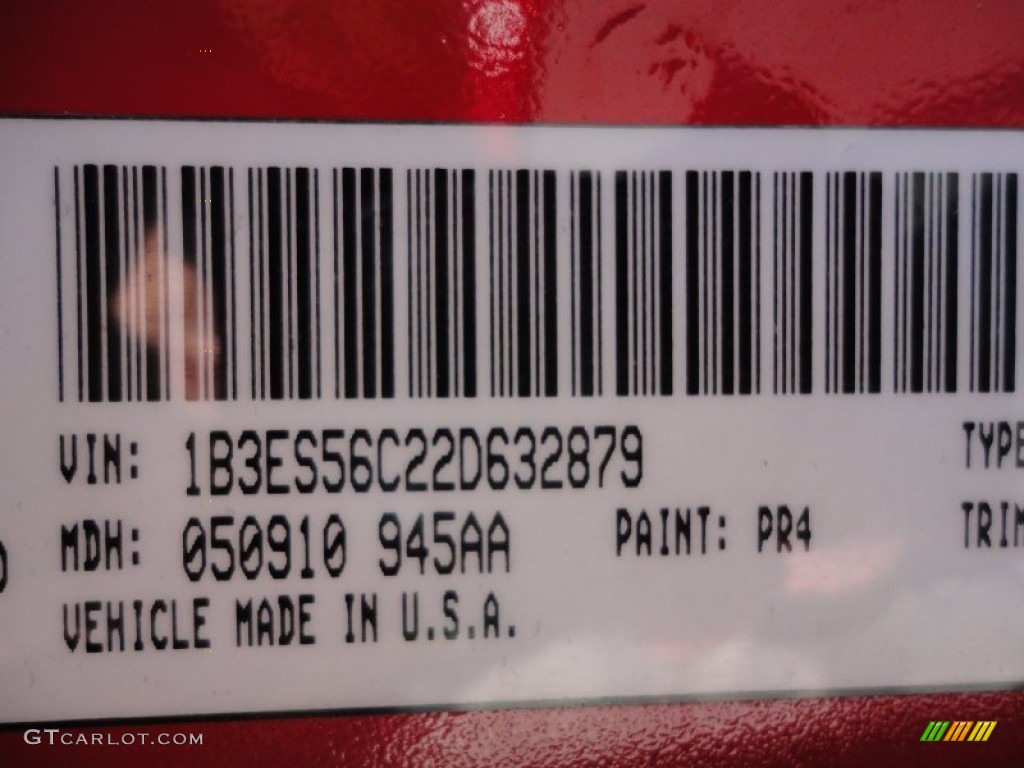 VIN: 1B3ES56C22D632879 TYPE
MDH: 050910 945AA PAINT: PR4 TRIM
VEHICLE MADE IN U.S.A.
GTCARLOT.COM